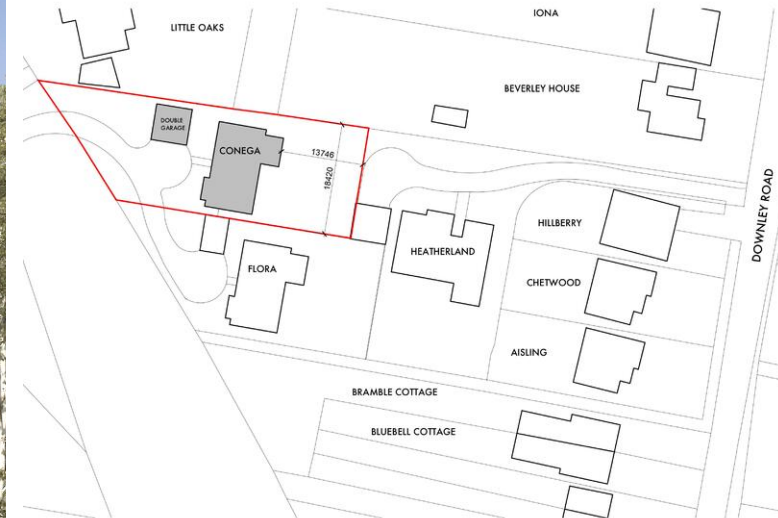 IONA
LITTLE OAKS
BEVERLEY HOUSE
DOUBLE
GARAGE
CONEGA
13746
18420
HILLBERRY
DOWNLEY ROAD
HEATHERLAND
FLORA
CHETWOOD
AISLING
BRAMBLE COTTAGE
BLUEBELL COTTAGE